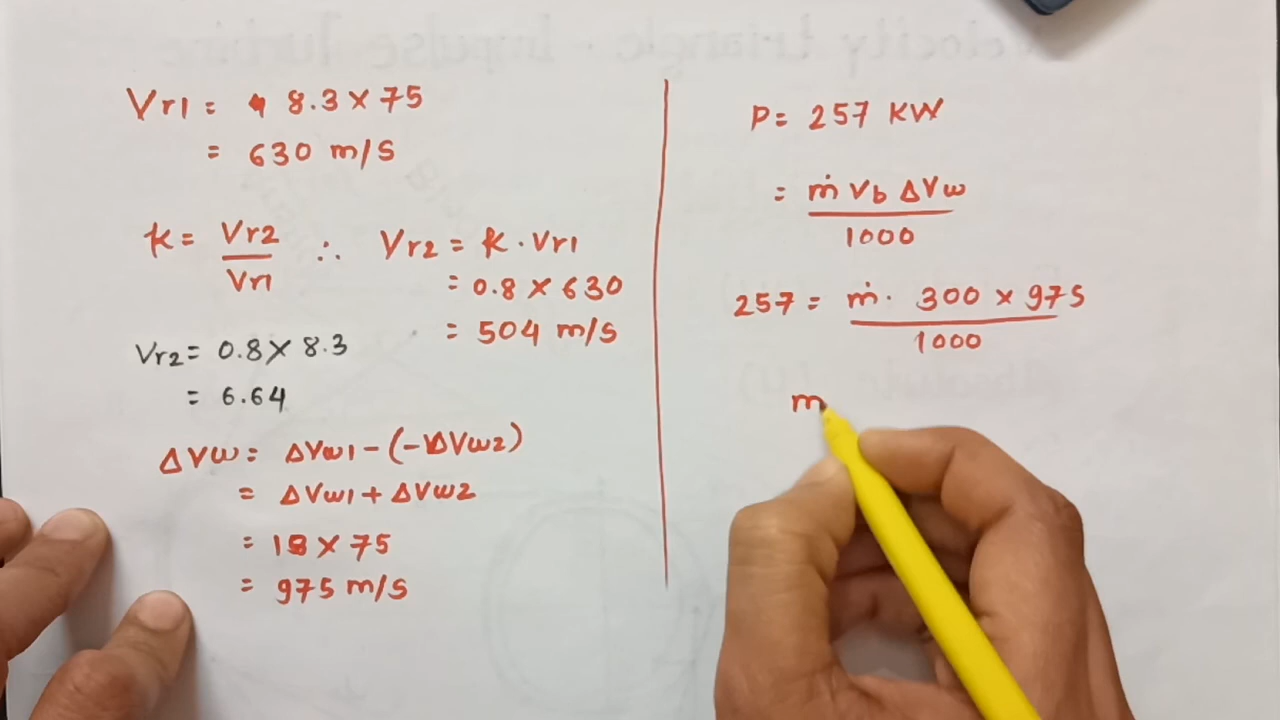 Vr1 = 8.3 × 75
= 630 m/s
K = Vr2 / Vr1 ∴ Vr2 = K . Vr1
= 0.8 × 630
= 504 m/s
Vr2 = 0.8 × 8.3
= 6.64
ΔVw = ΔVw1 - (-ΔVw2)
= ΔVw1 + ΔVw2
= 13 × 75
= 975 m/s
P = 257 KW
= ṁ Vb ΔVw / 1000
257 = ṁ . 300 × 975 / 1000
m